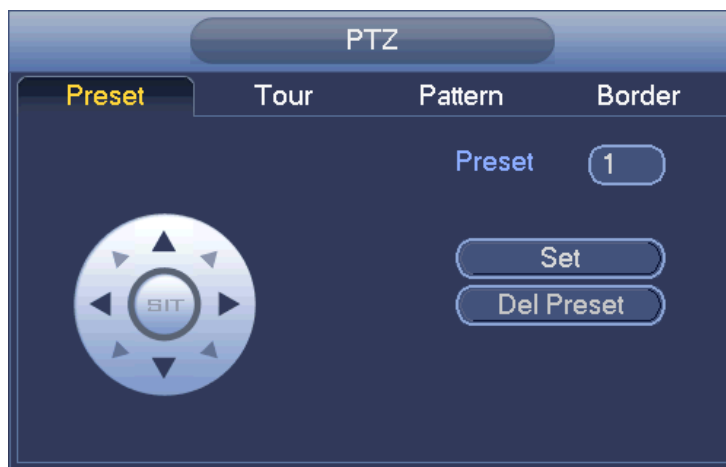 PTZ
Preset Tour Pattern Border
Preset 1
Set
SIT
Del Preset